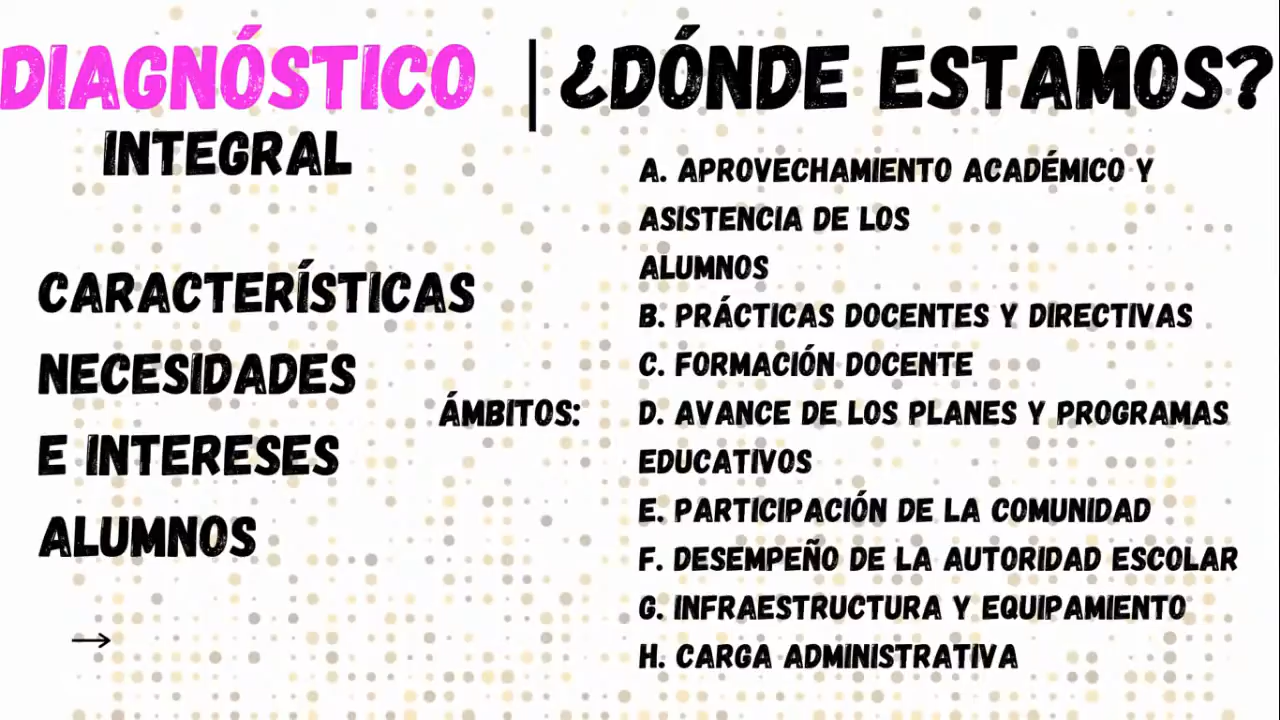 DIAGNÓSTICO
INTEGRAL
CARACTERÍSTICAS
NECESIDADES
E INTERESES
ALUMNOS
→
| ¿DÓNDE ESTAMOS?
ÁMBITOS:
A. APROVECHAMIENTO ACADÉMICO Y
ASISTENCIA DE LOS
ALUMNOS
B. PRÁCTICAS DOCENTES Y DIRECTIVAS
C. FORMACIÓN DOCENTE
D. AVANCE DE LOS PLANES Y PROGRAMAS
EDUCATIVOS
E. PARTICIPACIÓN DE LA COMUNIDAD
F. DESEMPEÑO DE LA AUTORIDAD ESCOLAR
G. INFRAESTRUCTURA Y EQUIPAMIENTO
H. CARGA ADMINISTRATIVA